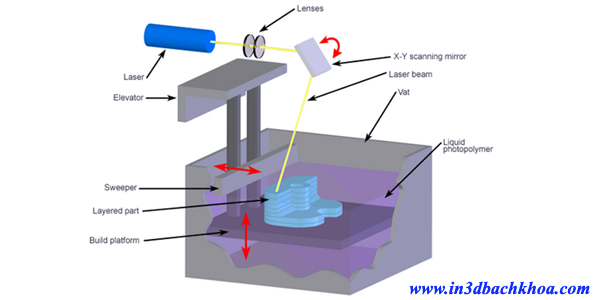 Lenses
X-Y scanning mirror
Laser
Laser beam
Elevator
Vat
Liquid
photopolymer
Sweeper
Layered part
Build platform
www.in3dbachkhoa.com